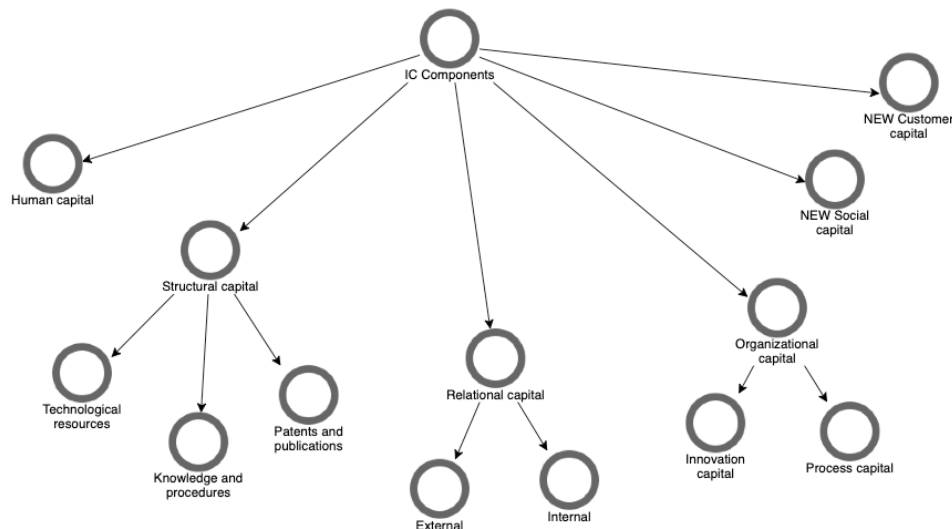 IC Components
NEW Customer
capital
Human capital
NEW Social
capital
Structural capital
Organizational
capital
Relational capital
Technological
resources
Patents and
publications
Knowledge and
procedures
Innovation
capital
Process capital
External
Internal